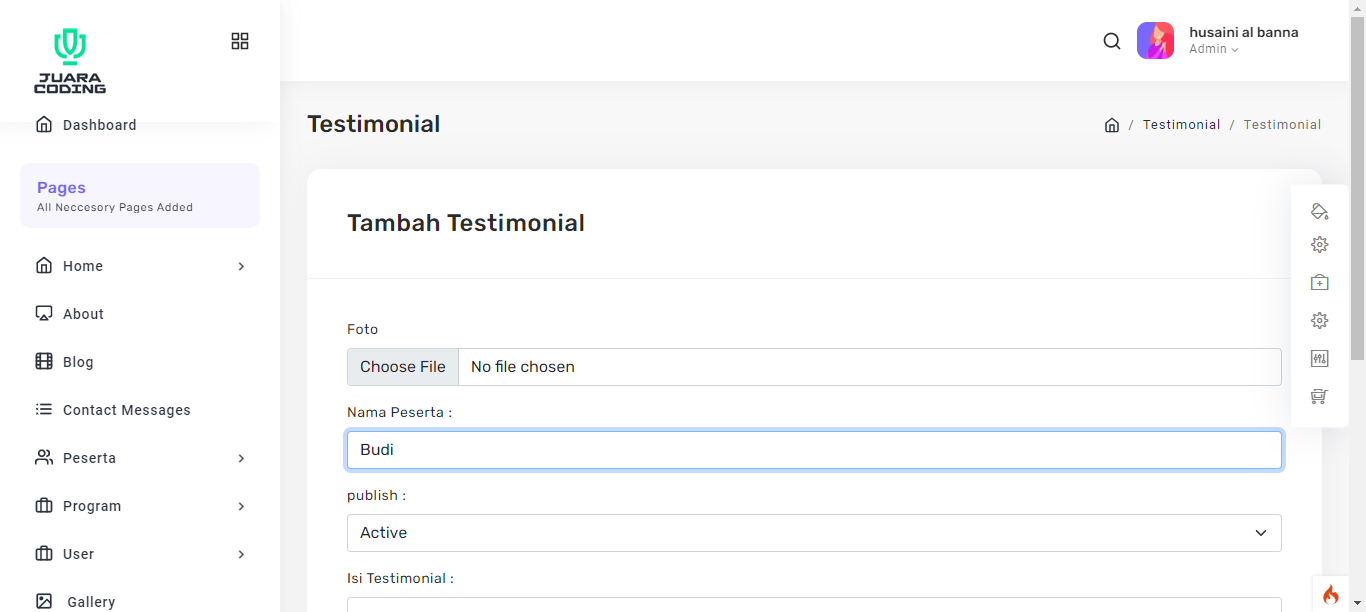 JUARA
CODING
husaini al banna
Admin
Dashboard
Testimonial
/ Testimonial / Testimonial
Pages
All Neccesory Pages Added
Tambah Testimonial
Home
About
Blog
Contact Messages
Peserta
Program
User
Gallery
Foto
Choose File No file chosen
Nama Peserta :
Budi
publish :
Active
Isi Testimonial :